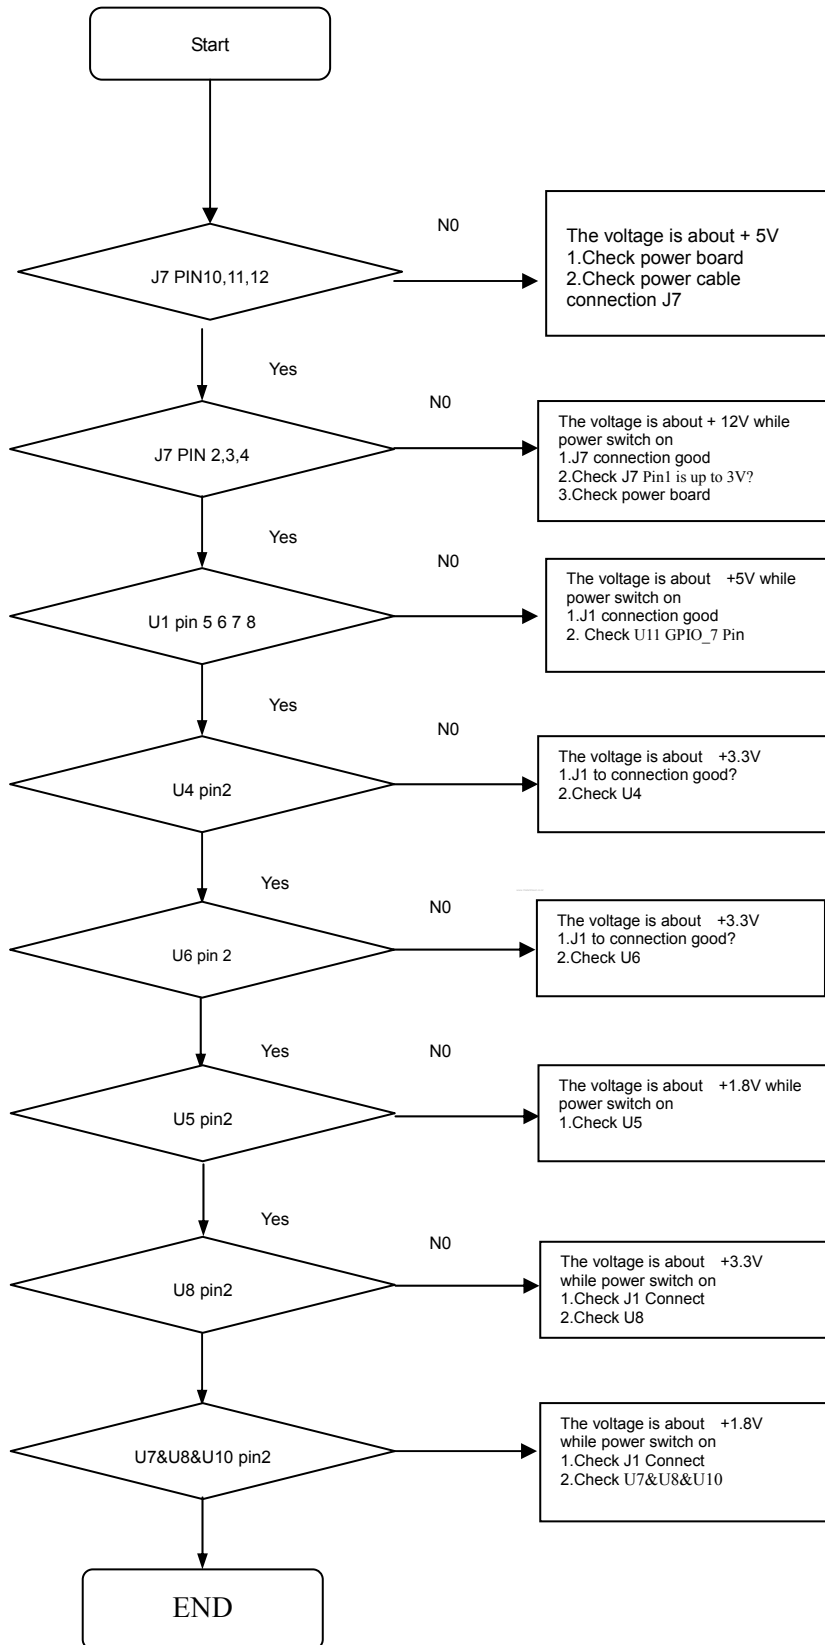 Start
N0
J7 PIN10,11,12
The voltage is about + 5V
1.Check power board
2.Check power cable
connection J7
Yes
N0
J7 PIN 2,3,4
The voltage is about + 12V while
power switch on
1.J7 connection good
2.Check J7 Pin1 is up to 3V?
3.Check power board
Yes
N0
U1 pin 5 6 7 8
The voltage is about +5V while
power switch on
1.J1 connection good
2. Check U11 GPIO_7 Pin
Yes
N0
U4 pin2
The voltage is about +3.3V
1.J1 to connection good?
2.Check U4
Yes
N0
U6 pin 2
The voltage is about +3.3V
1.J1 to connection good?
2.Check U6
Yes
N0
U5 pin2
The voltage is about +1.8V while
power switch on
1.Check U5
Yes
N0
U8 pin2
The voltage is about +3.3V
while power switch on
1.Check J1 Connect
2.Check U8
U7&U8&U10 pin2
The voltage is about +1.8V
while power switch on
1.Check J1 Connect
2.Check U7&U8&U10
END